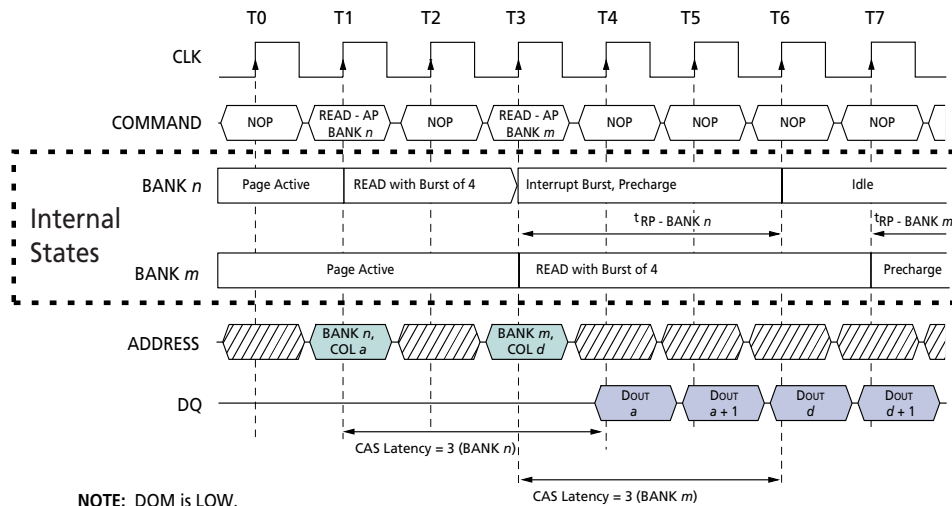 T0 T1 T2 T3 T4 T5 T6 T7
CLK
COMMAND NOP READ - AP BANK n NOP READ - AP BANK m NOP NOP NOP NOP
Internal States
BANK n Page Active READ with Burst of 4 Interrupt Burst, Precharge Idle
tRP - BANK n tRP - BANK m
BANK m Page Active READ with Burst of 4 Precharge
ADDRESS BANK n, COL a BANK m, COL d
DQ DOUT a DOUT a + 1 DOUT d DOUT d + 1
CAS Latency = 3 (BANK n)
CAS Latency = 3 (BANK m)
NOTE: DQM is LOW.